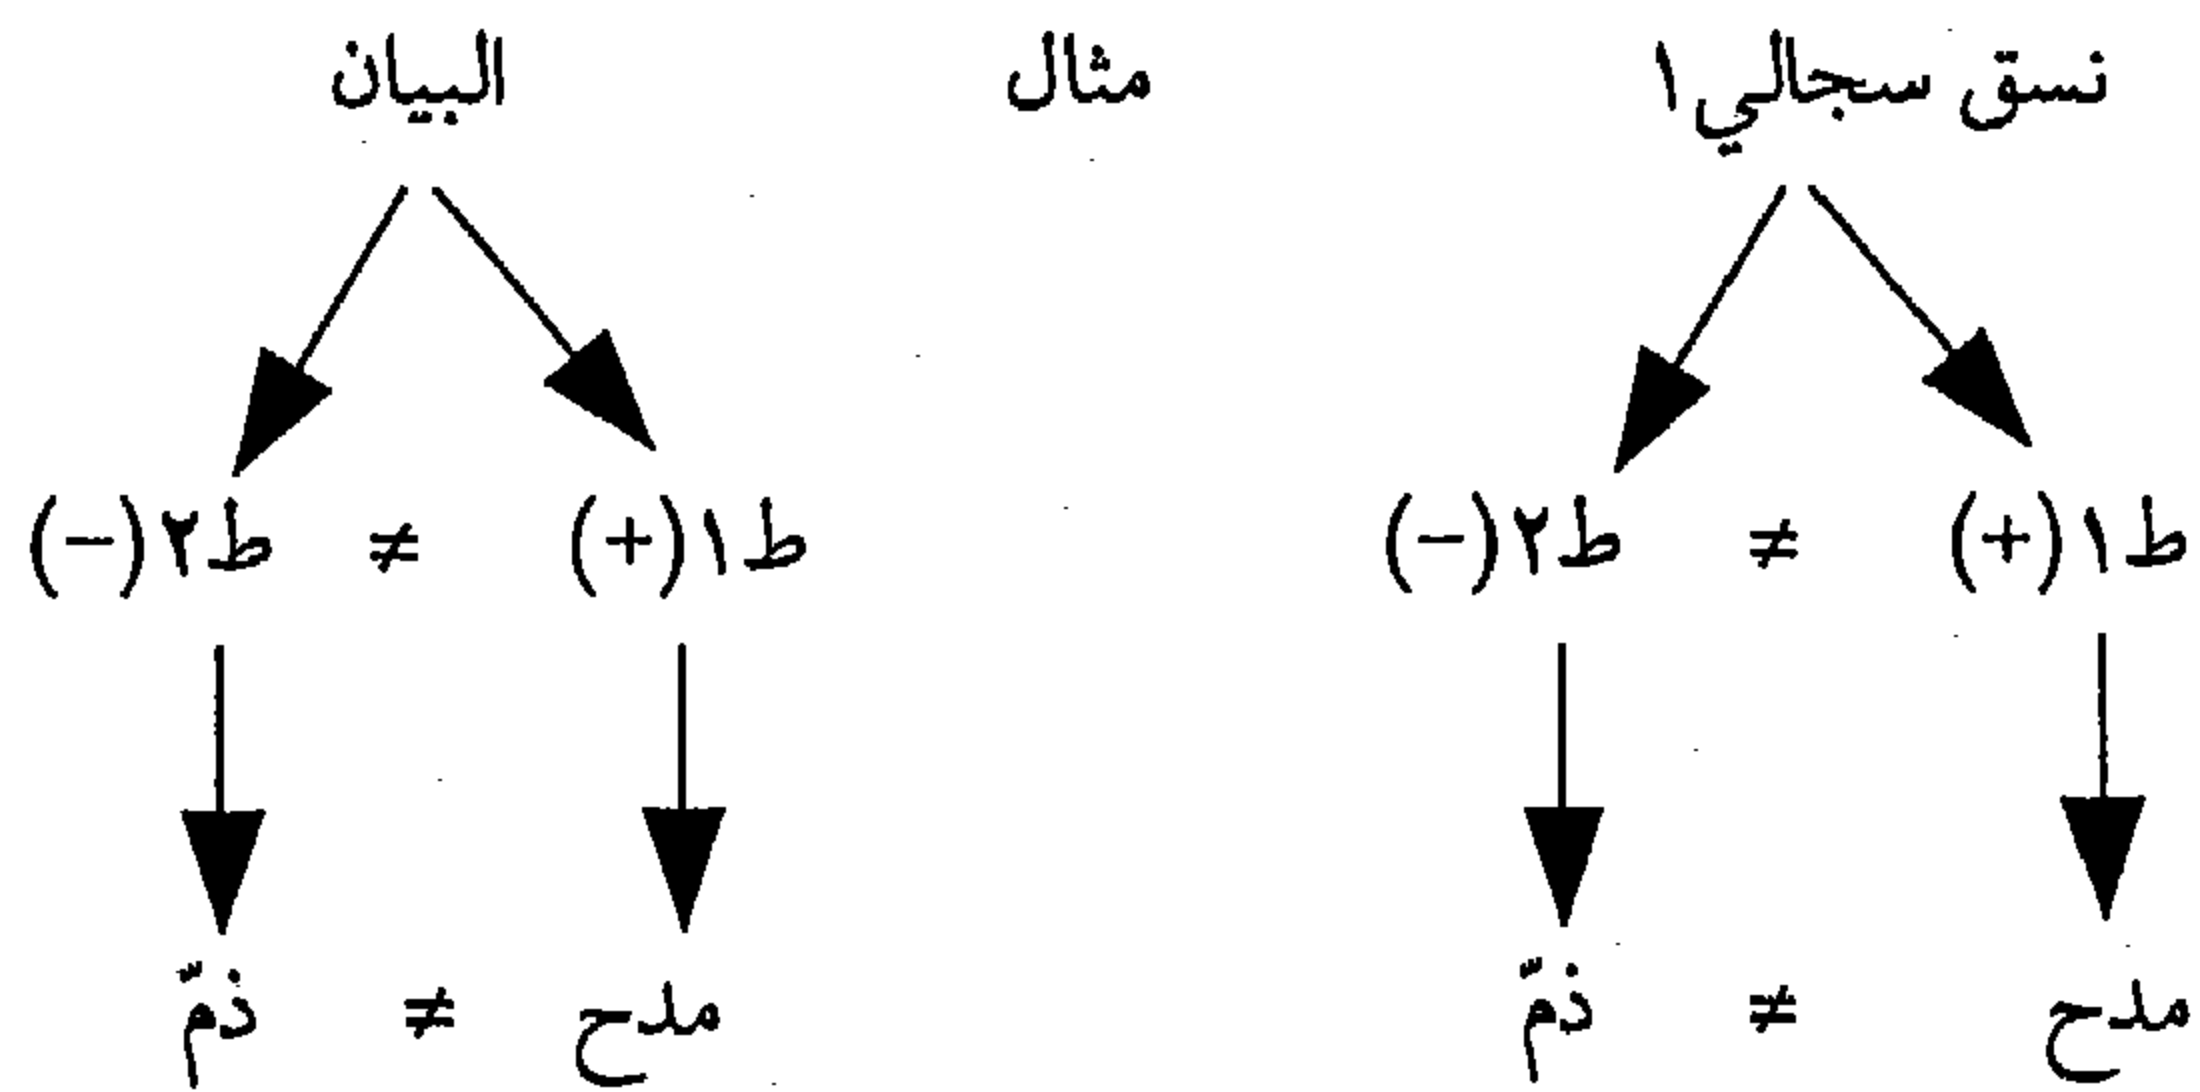 نسق سجالي١ مثال البيان
ط١(+) ≠ ط٢(−) ط١(+) ≠ ط٢(−)
مدح ≠ ذمّ مدح ≠ ذمّ